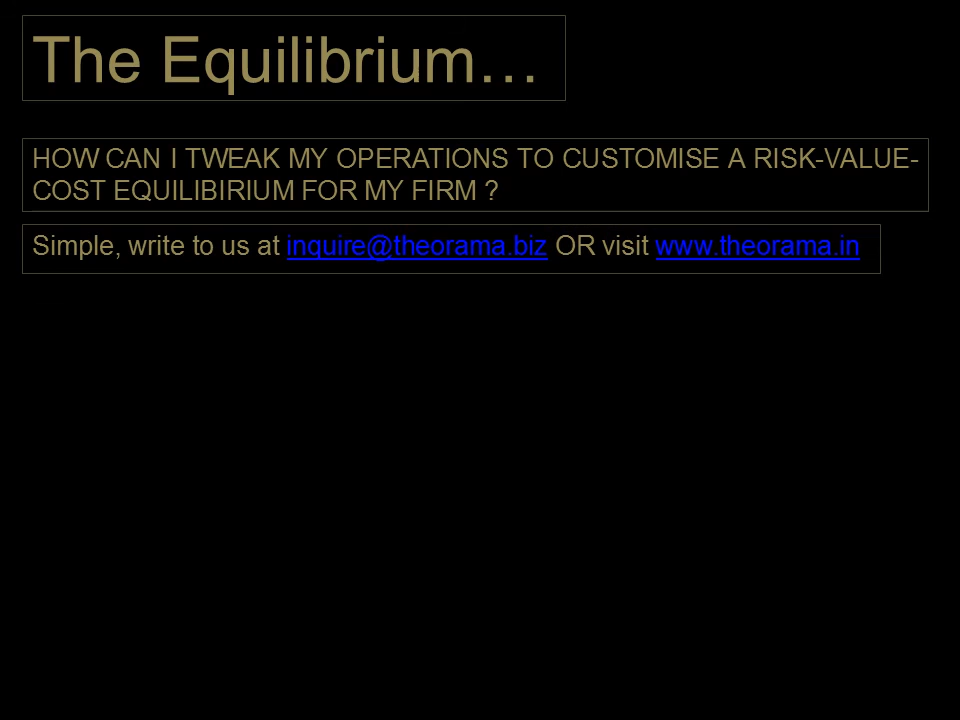 The Equilibrium…
HOW CAN I TWEAK MY OPERATIONS TO CUSTOMISE A RISK-VALUE-
COST EQUILIBIRIUM FOR MY FIRM ?
Simple, write to us at inquire@theorama.biz OR visit www.theorama.in